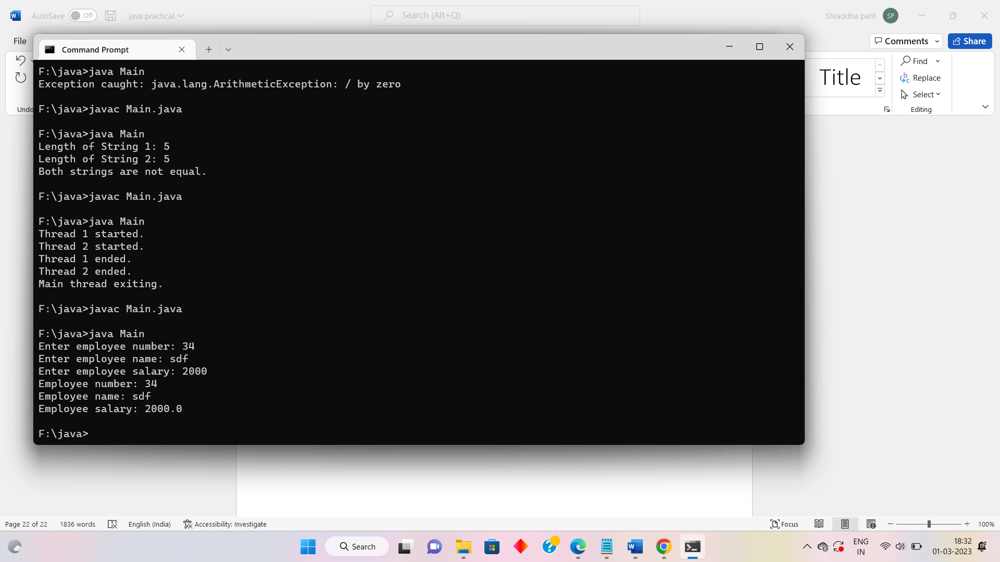 AutoSave Off java practical Search (Alt+Q) Shraddha patil SP
File Comments Share
Command Prompt
Undo
Title
Find
Replace
Select
Editing
F:\java>java Main
Exception caught: java.lang.ArithmeticException: / by zero
F:\java>javac Main.java
F:\java>java Main
Length of String 1: 5
Length of String 2: 5
Both strings are not equal.
F:\java>javac Main.java
F:\java>java Main
Thread 1 started.
Thread 2 started.
Thread 1 ended.
Thread 2 ended.
Main thread exiting.
F:\java>javac Main.java
F:\java>java Main
Enter employee number: 34
Enter employee name: sdf
Enter employee salary: 2000
Employee number: 34
Employee name: sdf
Employee salary: 2000.0
F:\java>
Page 22 of 22 1836 words English (India) Accessibility: Investigate Focus 100%
Search ENG 18:32
IN 01-03-2023